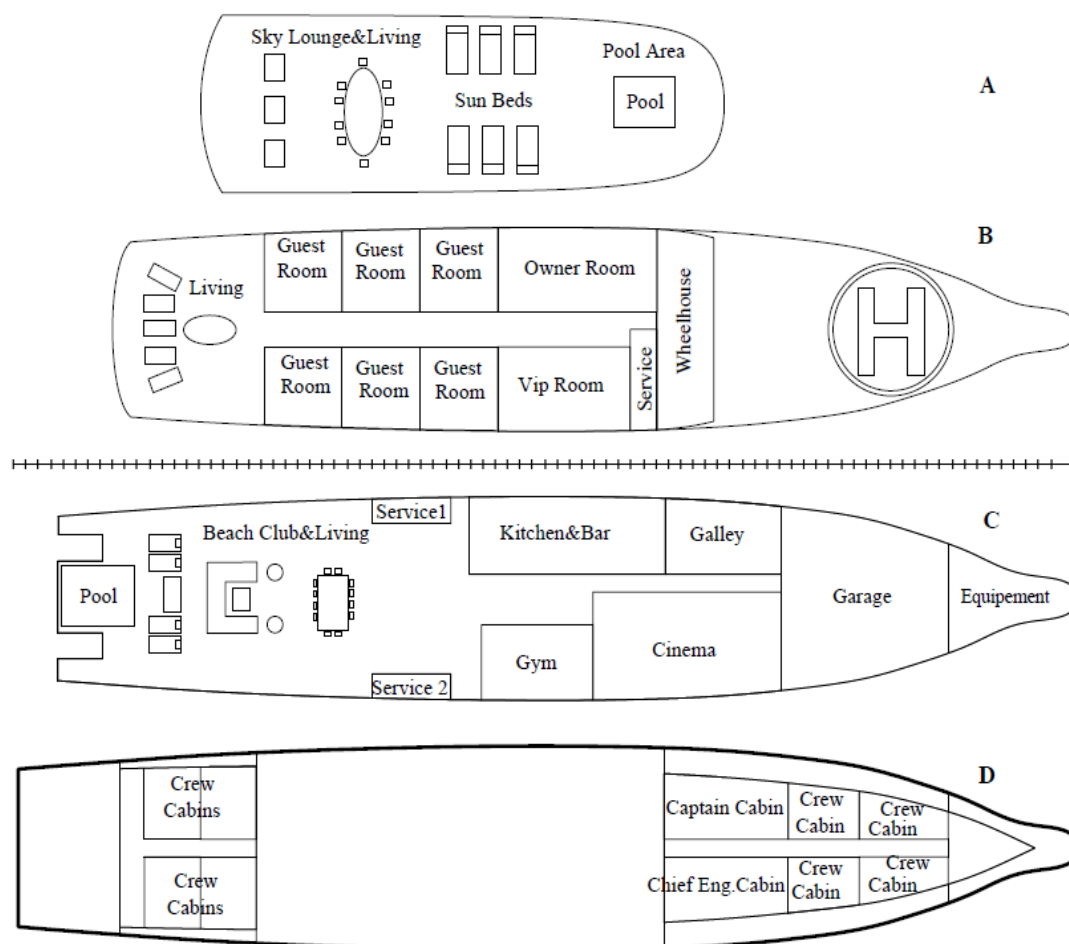 Sky Lounge&Living
Pool Area
Pool
Sun Beds
A
B
Guest
Room
Guest
Room
Guest
Room
Owner Room
Living
Wheelhouse
H
Guest
Room
Guest
Room
Guest
Room
Vip Room
Service
C
Service1
Beach Club&Living
Kitchen&Bar
Galley
Pool
Garage
Equipement
Gym
Cinema
Service 2
D
Crew
Cabins
Captain Cabin
Crew
Cabin
Crew
Cabin
Crew
Cabins
Chief Eng.Cabin
Crew
Cabin
Crew
Cabin